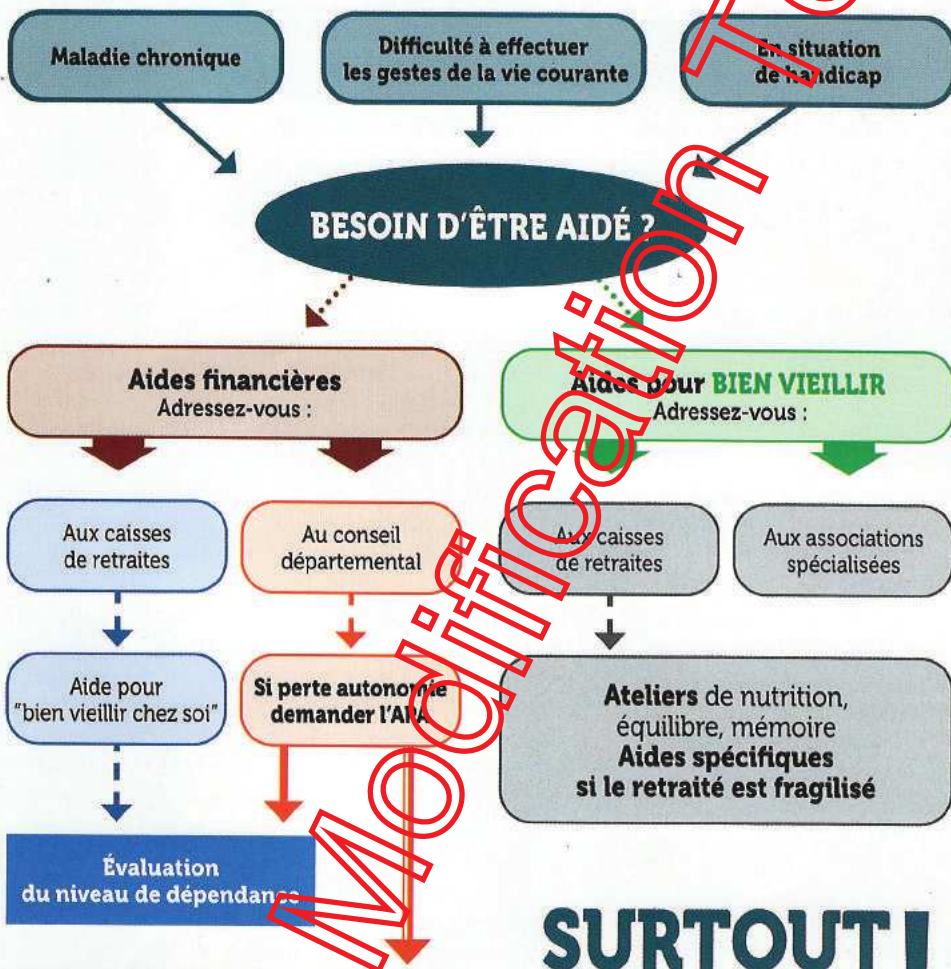 Maladie chronique
Difficulté à effectuer
les gestes de la vie courante
En situation
de handicap
BESOIN D'ÊTRE AIDÉ ?
Aides financières
Adressez-vous :
Aides pour BIEN VIEILLIR
Adressez-vous :
Aux caisses
de retraites
Au conseil
départemental
Aux caisses
de retraites
Aux associations
spécialisées
Aide pour
"bien vieillir chez soi"
Si perte autonomie
demander l'APA
Ateliers de nutrition,
équilibre, mémoire
Aides spécifiques
si le retraité est fragilisé
Évaluation
du niveau de dépendance
SURTOUT !
Modification